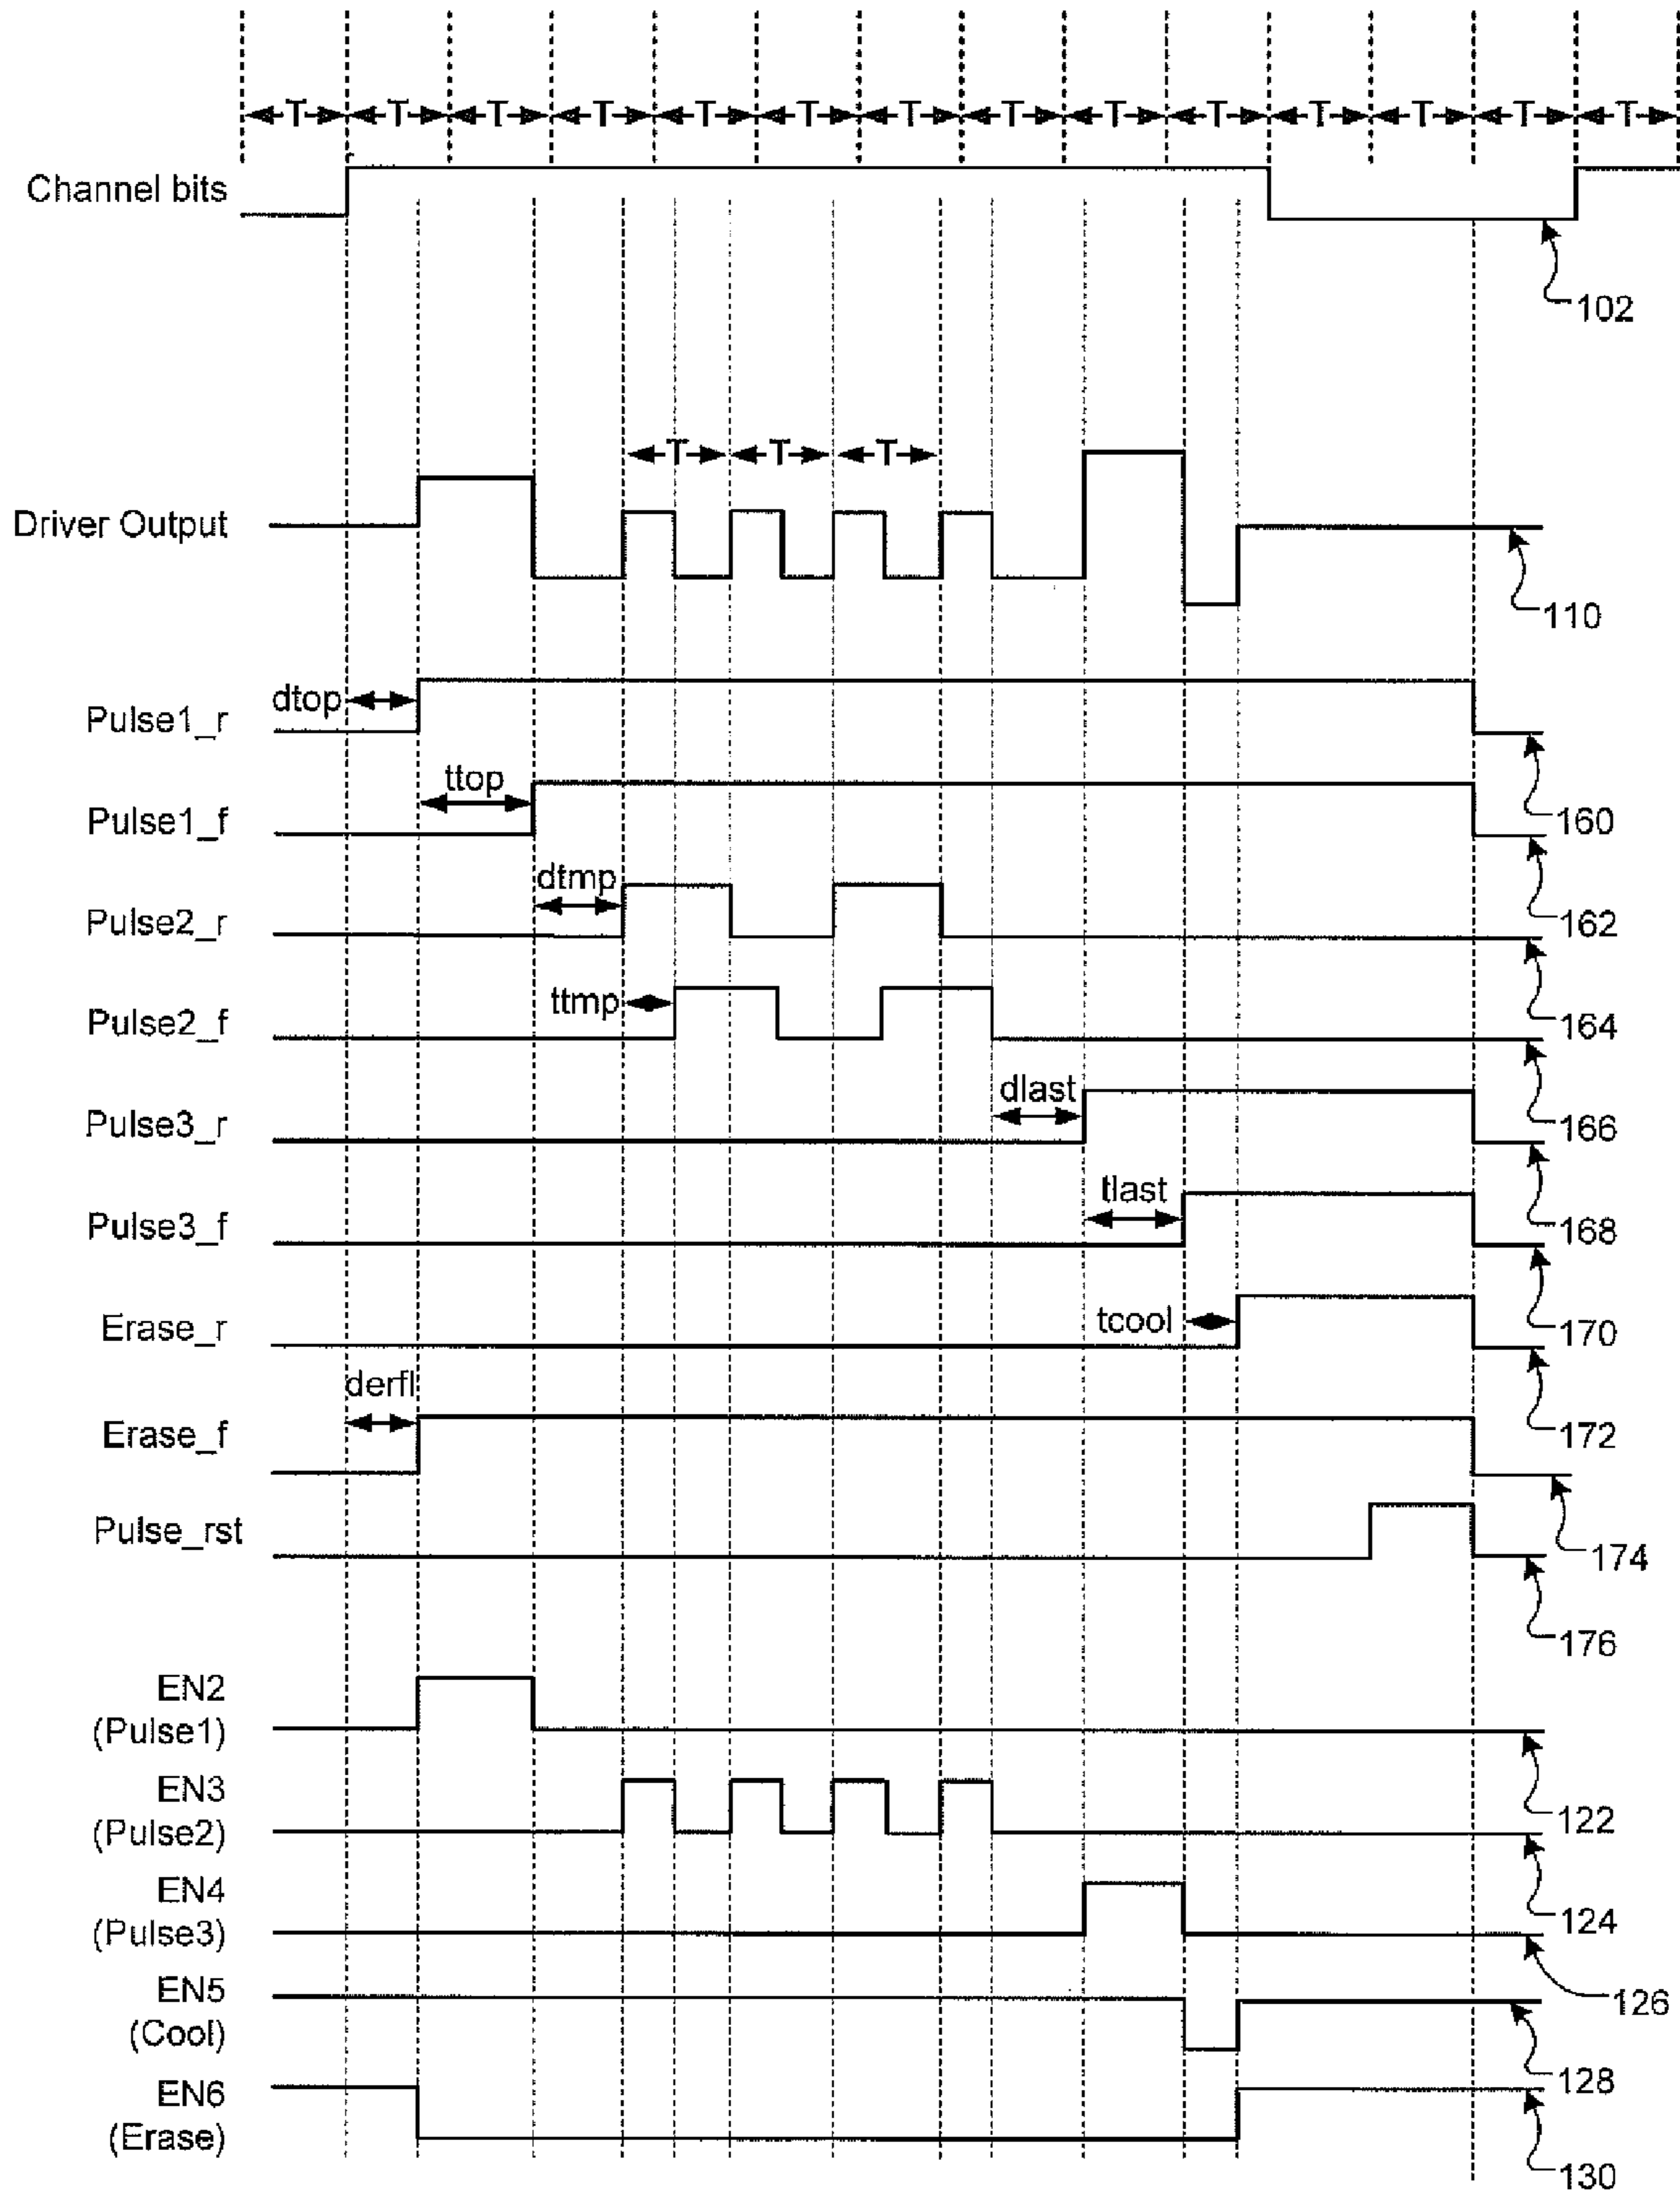 T T T T T T T T T T T T T T
Channel bits
102
T T T
Driver Output
110
dtop
Pulse1_r
160
ttop
Pulse1_f
162
dtmp
Pulse2_r
164
ttmp
Pulse2_f
166
dlast
Pulse3_r
168
tlast
Pulse3_f
170
tcool
Erase_r
172
derfl
Erase_f
174
Pulse_rst
176
EN2
(Pulse1)
122
EN3
(Pulse2)
124
EN4
(Pulse3)
126
EN5
(Cool)
128
EN6
(Erase)
130